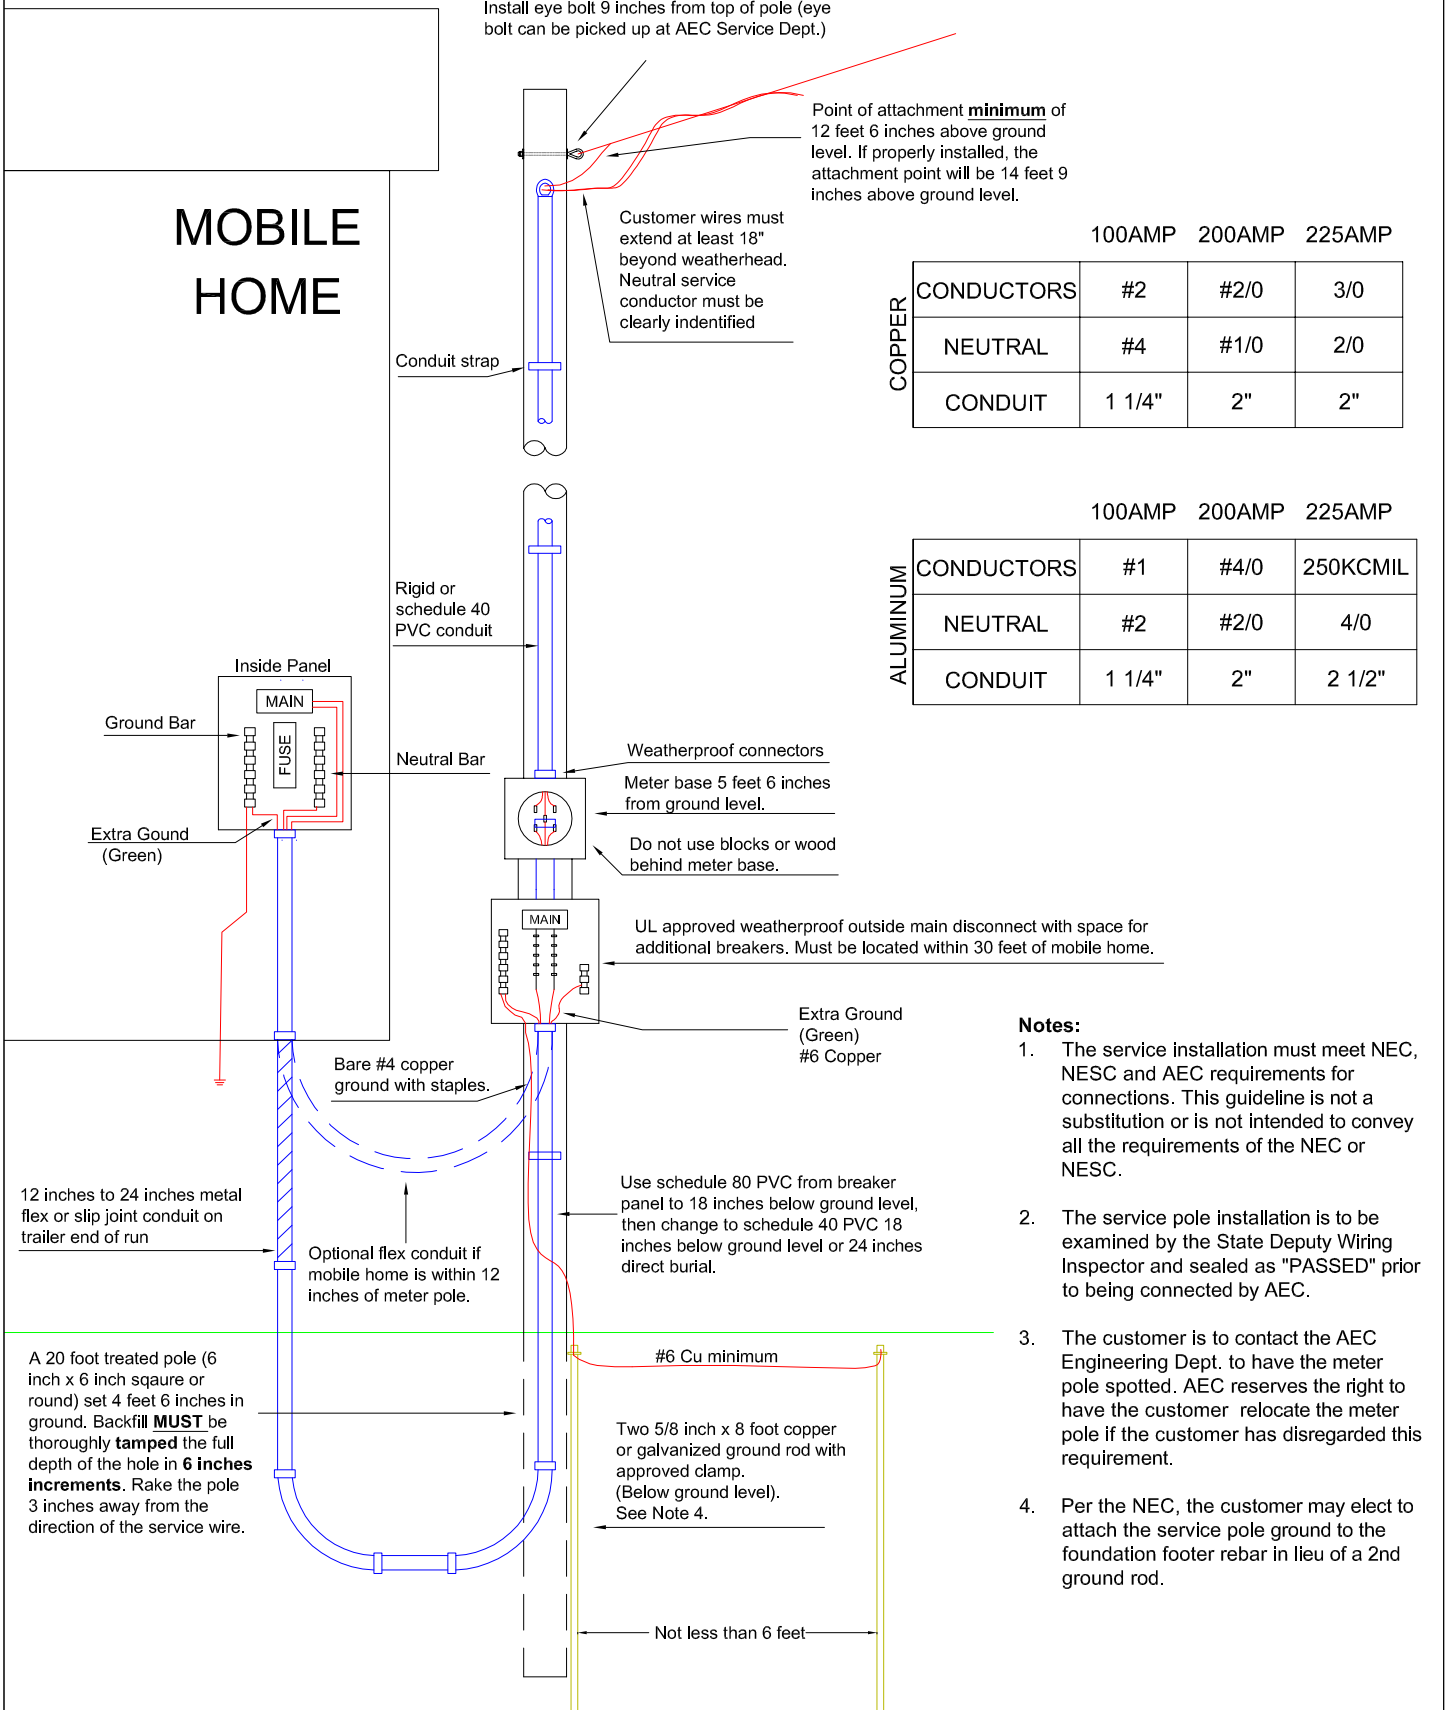 Install eye bolt 9 inches from top of pole (eye
bolt can be picked up at AEC Service Dept.)
Point of attachment minimum of
12 feet 6 inches above ground
level. If properly installed, the
attachment point will be 14 feet 9
inches above ground level.
MOBILE
HOME
Customer wires must
extend at least 18"
beyond weatherhead.
Neutral service
conductor must be
clearly indentified
Conduit strap
100AMP 200AMP 225AMP
COPPER
CONDUCTORS #2 #2/0 3/0
NEUTRAL #4 #1/0 2/0
CONDUIT 1 1/4" 2" 2"
100AMP 200AMP 225AMP
ALUMINUM
CONDUCTORS #1 #4/0 250KCMIL
NEUTRAL #2 #2/0 4/0
CONDUIT 1 1/4" 2" 2 1/2"
Rigid or
schedule 40
PVC conduit
Inside Panel
MAIN
FUSE
Ground Bar
Neutral Bar
Extra Gound
(Green)
Weatherproof connectors
Meter base 5 feet 6 inches
from ground level.
Do not use blocks or wood
behind meter base.
MAIN
UL approved weatherproof outside main disconnect with space for
additional breakers. Must be located within 30 feet of mobile home.
Extra Ground
(Green)
#6 Copper
Bare #4 copper
ground with staples.
12 inches to 24 inches metal
flex or slip joint conduit on
trailer end of run
Optional flex conduit if
mobile home is within 12
inches of meter pole.
Use schedule 80 PVC from breaker
panel to 18 inches below ground level,
then change to schedule 40 PVC 18
inches below ground level or 24 inches
direct burial.
A 20 foot treated pole (6
inch x 6 inch sqaure or
round) set 4 feet 6 inches in
ground. Backfill MUST be
thoroughly tamped the full
depth of the hole in 6 inches
increments. Rake the pole
3 inches away from the
direction of the service wire.
#6 Cu minimum
Two 5/8 inch x 8 foot copper
or galvanized ground rod with
approved clamp.
(Below ground level).
See Note 4.
Not less than 6 feet
Notes:
1. The service installation must meet NEC,
NESC and AEC requirements for
connections. This guideline is not a
substitution or is not intended to convey
all the requirements of the NEC or
NESC.
2. The service pole installation is to be
examined by the State Deputy Wiring
Inspector and sealed as "PASSED" prior
to being connected by AEC.
3. The customer is to contact the AEC
Engineering Dept. to have the meter
pole spotted. AEC reserves the right to
have the customer relocate the meter
pole if the customer has disregarded this
requirement.
4. Per the NEC, the customer may elect to
attach the service pole ground to the
foundation footer rebar in lieu of a 2nd
ground rod.